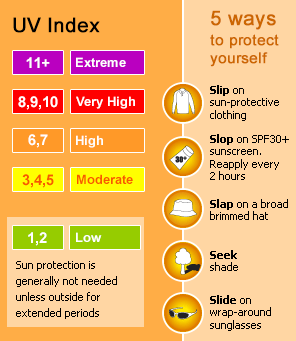 UV Index
11+ Extreme
8,9,10 Very High
6,7 High
3,4,5 Moderate
1,2 Low
Sun protection is
generally not needed
unless outside for
extended periods
5 ways
to protect
yourself
Slip on
sun-protective
clothing
30+
Slop on SPF30+
sunscreen.
Reapply every
2 hours
Slap on a broad
brimmed hat
Seek
shade
Slide on
wrap-around
sunglasses